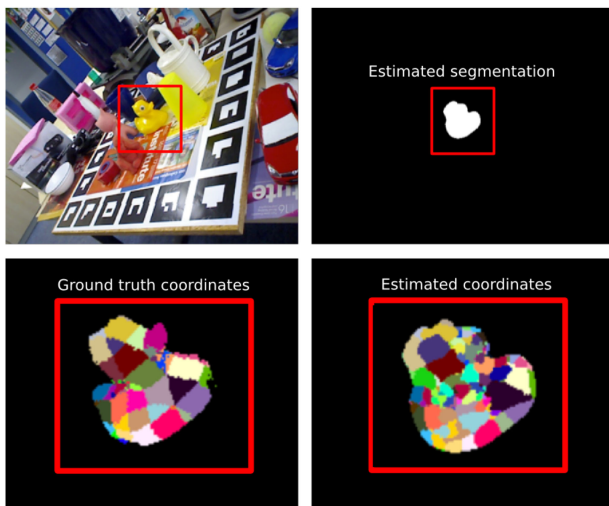 Estimated segmentation
Ground truth coordinates
Estimated coordinates